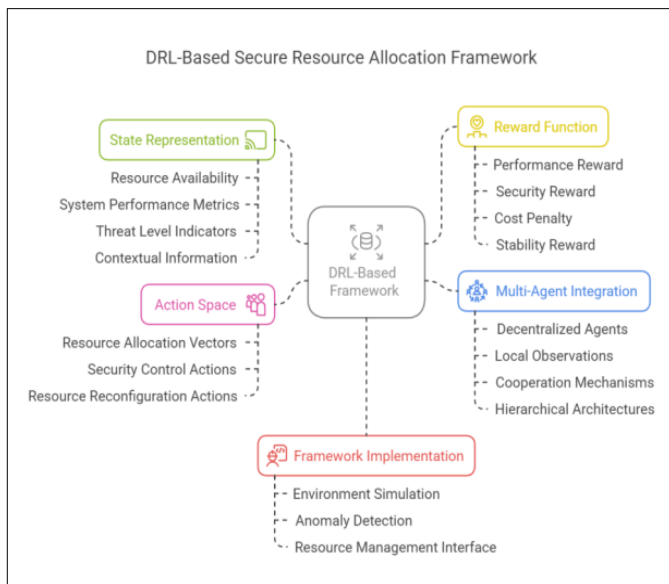 DRL-Based Secure Resource Allocation Framework
State Representation
Resource Availability
System Performance Metrics
Threat Level Indicators
Contextual Information
Action Space
Resource Allocation Vectors
Security Control Actions
Resource Reconfiguration Actions
DRL-Based
Framework
Reward Function
Performance Reward
Security Reward
Cost Penalty
Stability Reward
Multi-Agent Integration
Decentralized Agents
Local Observations
Cooperation Mechanisms
Hierarchical Architectures
Framework Implementation
Environment Simulation
Anomaly Detection
Resource Management Interface